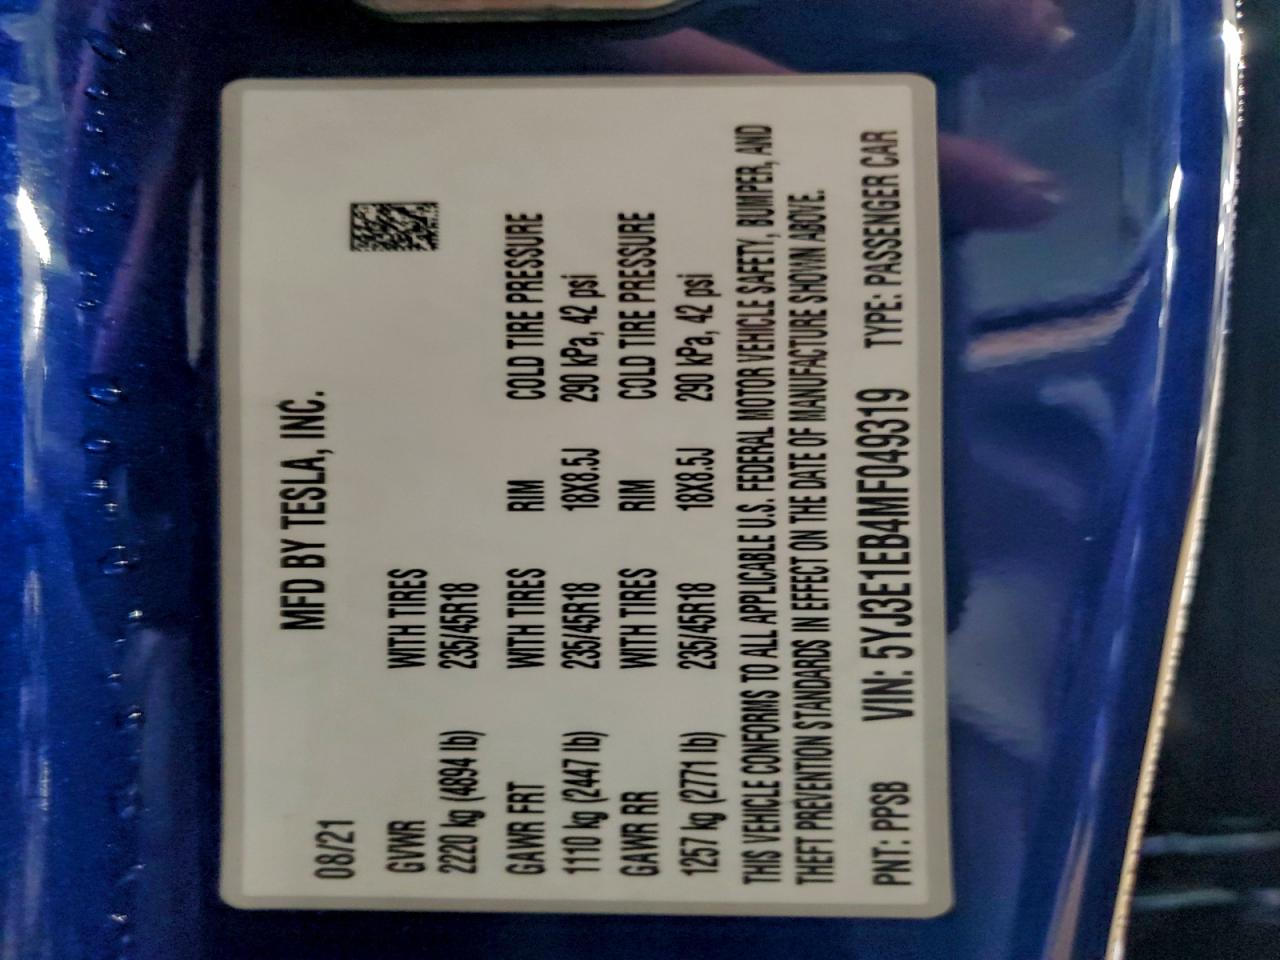 MFD BY TESLA, INC.
08/21
GVWR WITH TIRES
2220 kg (4894 lb) 235/45R18
GAWR FRT WITH TIRES RIM COLD TIRE PRESSURE
1110 kg (2447 lb) 235/45R18 18X8.5J 290 kPa, 42 psi
GAWR RR WITH TIRES RIM COLD TIRE PRESSURE
1257 kg (2771 lb) 235/45R18 18X8.5J 290 kPa, 42 psi
THIS VEHICLE CONFORMS TO ALL APPLICABLE U.S. FEDERAL MOTOR VEHICLE SAFETY, BUMPER, AND
THEFT PREVENTION STANDARDS IN EFFECT ON THE DATE OF MANUFACTURE SHOWN ABOVE.
PNT: PPSB VIN: 5YJ3E1EB4MF049319 TYPE: PASSENGER CAR